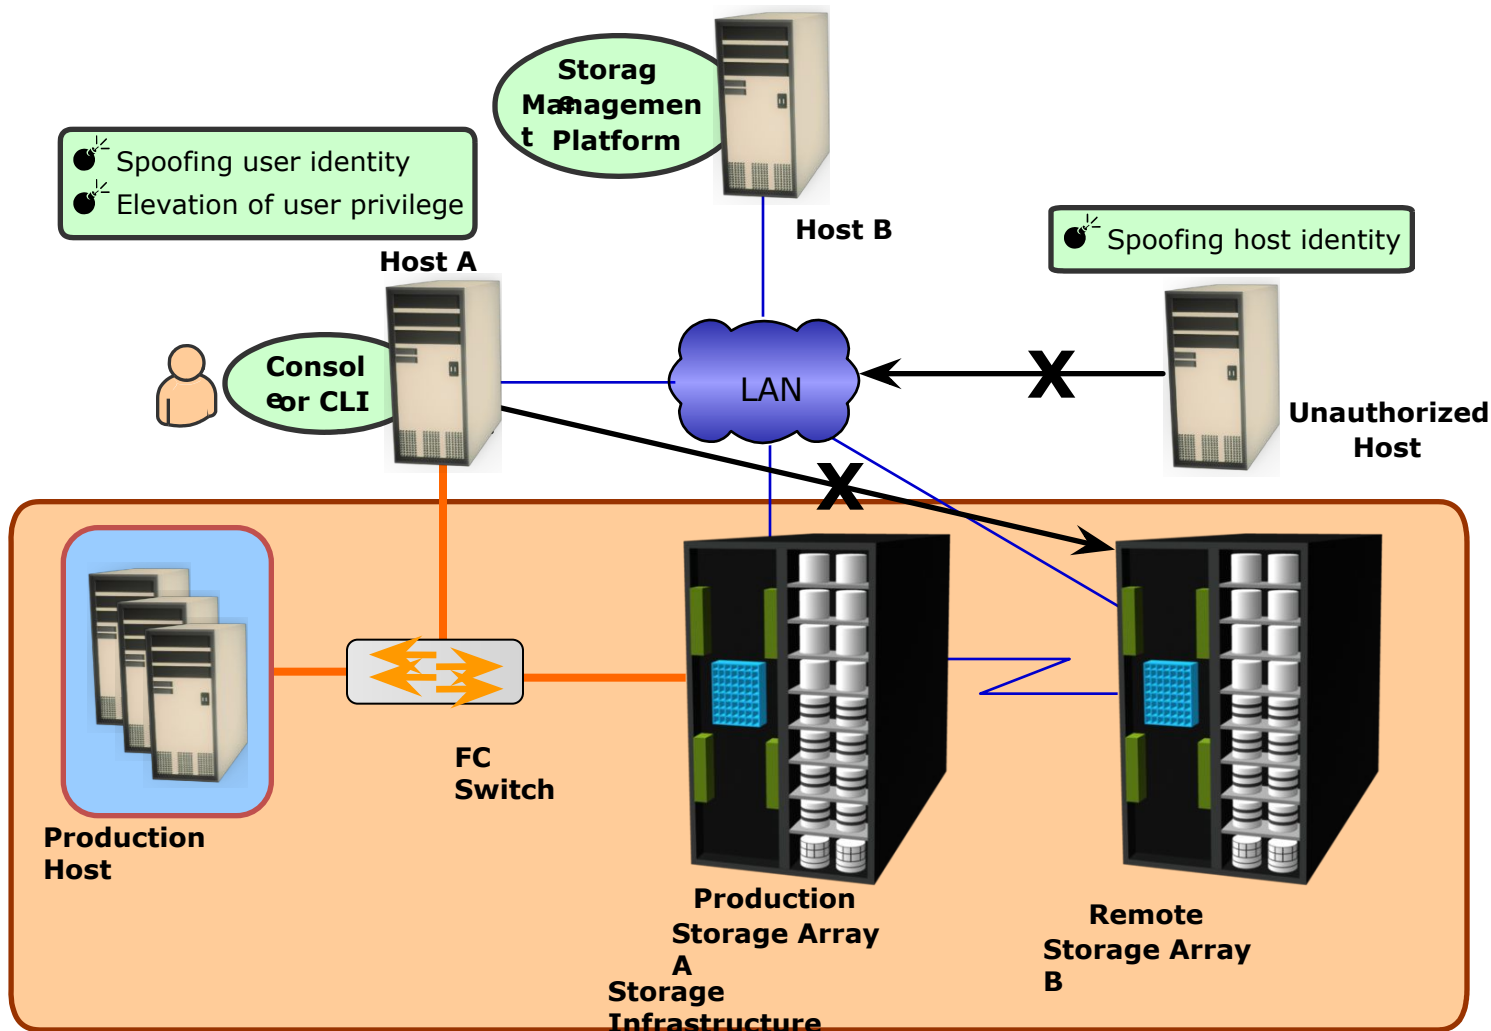 Storag
e
Managemen
t
Platform
Spoofing user identity
Elevation of user privilege
Host B
Spoofing host identity
Host A
Consol
e
or CLI
LAN
Unauthorized
Host
X
X
FC
Switch
Production
Host
Production
Storage Array
A
Remote
Storage Array
B
Storage
Infrastructure